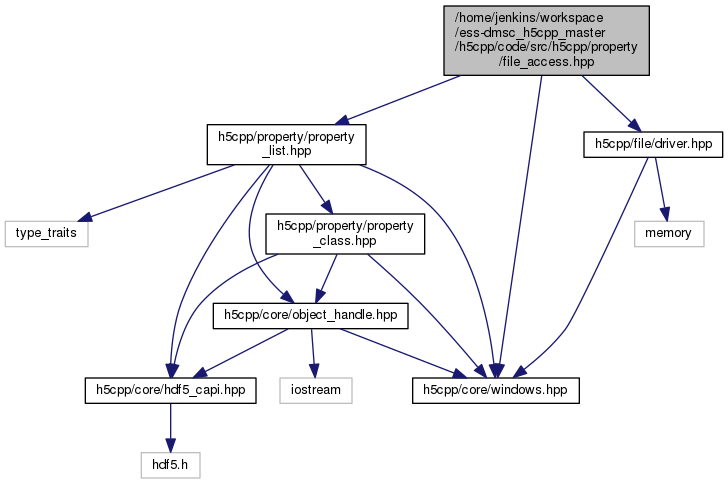 /home/jenkins/workspace
/ess-dmsc_h5cpp_master
/h5cpp/code/src/h5cpp/property
/file_access.hpp
h5cpp/property/property
_list.hpp
h5cpp/file/driver.hpp
type_traits
h5cpp/property/property
_class.hpp
memory
h5cpp/core/object_handle.hpp
h5cpp/core/hdf5_capi.hpp
iostream
h5cpp/core/windows.hpp
hdf5.h